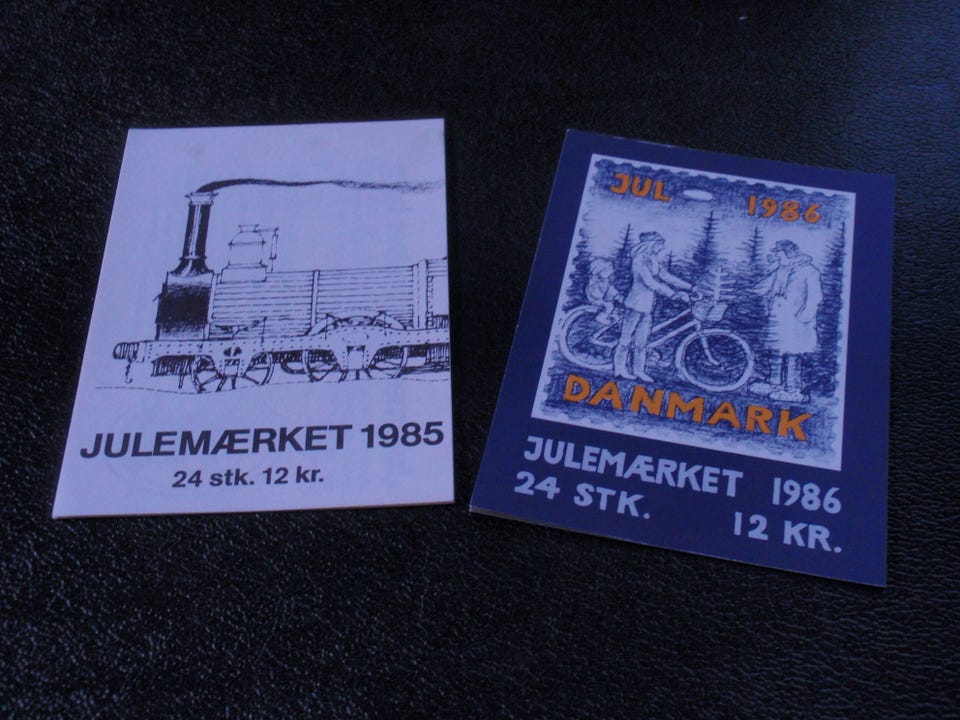 JULEMÆRKET 1985
24 stk. 12 kr.
JUL 1986
DANMARK
JULEMÆRKET 1986
24 STK. 12 KR.